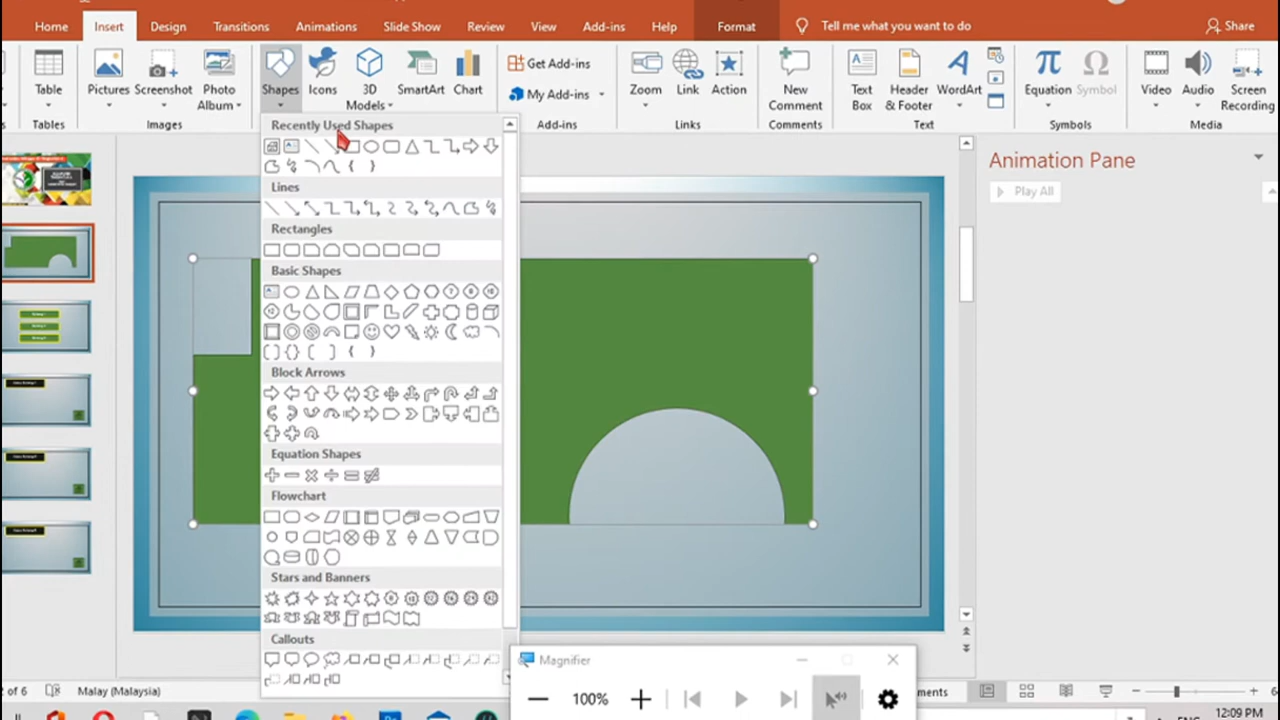 Home Insert Design Transitions Animations Slide Show Review View Add-ins Help Format Tell me what you want to do Share
Table Pictures Screenshot Photo Album Shapes Icons 3D Models SmartArt Chart Get Add-ins My Add-ins Zoom Link Action New Comment Text Box Header & Footer WordArt Equation Symbol Video Audio Screen Recording
Tables Images Add-ins Links Comments Text Symbols Media
Recently Used Shapes
Lines
Rectangles
Basic Shapes
Block Arrows
Equation Shapes
Flowchart
Stars and Banners
Callouts
Animation Pane
Play All
Magnifier
100%
2 of 6 Malay (Malaysia) ments 6
ENG 12:09 PM